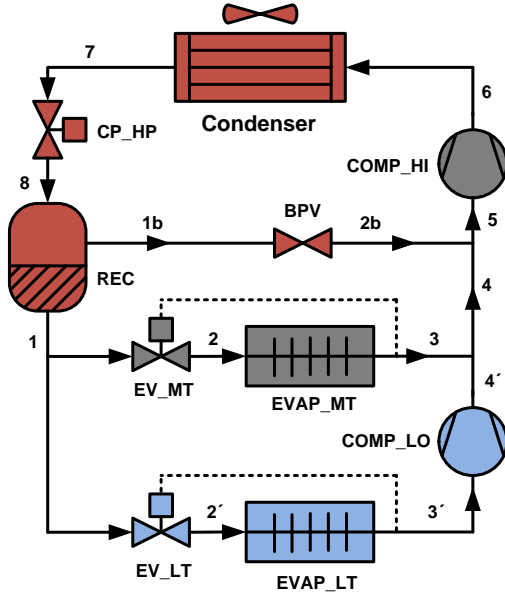 7
6
Condenser
CP_HP
COMP_HI
8
1b
BPV
2b
5
REC
4
1
2
3
EV_MT
EVAP_MT
4´
COMP_LO
2´
3´
EV_LT
EVAP_LT